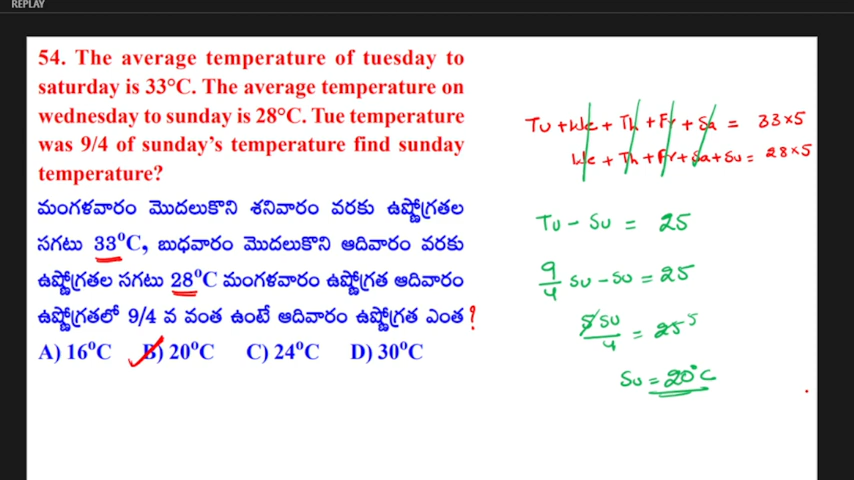 REPLAY
54. The average temperature of tuesday to
saturday is 33°C. The average temperature on
wednesday to sunday is 28°C. Tue temperature
was 9/4 of sunday's temperature find sunday
temperature?
మంగళవారం మొదలుకొని శనివారం వరకు ఉష్ణోగ్రతల
సగటు 33°C, బుధవారం మొదలుకొని ఆదివారం వరకు
ఉష్ణోగ్రతల సగటు 28°C మంగళవారం ఉష్ణోగ్రత ఆదివారం
ఉష్ణోగ్రతలో 9/4 వ వంతు ఉంటే ఆదివారం ఉష్ణోగ్రత ఎంత ?
A) 16°C B) 20°C C) 24°C D) 30°C
Tu + We + Th + Fr + Sa = 33×5
We + Th + Fr + Sa + Su = 28×5
Tu - Su = 25
9/4 Su - Su = 25
5 Su/4 = 25 5
Su = 20°C